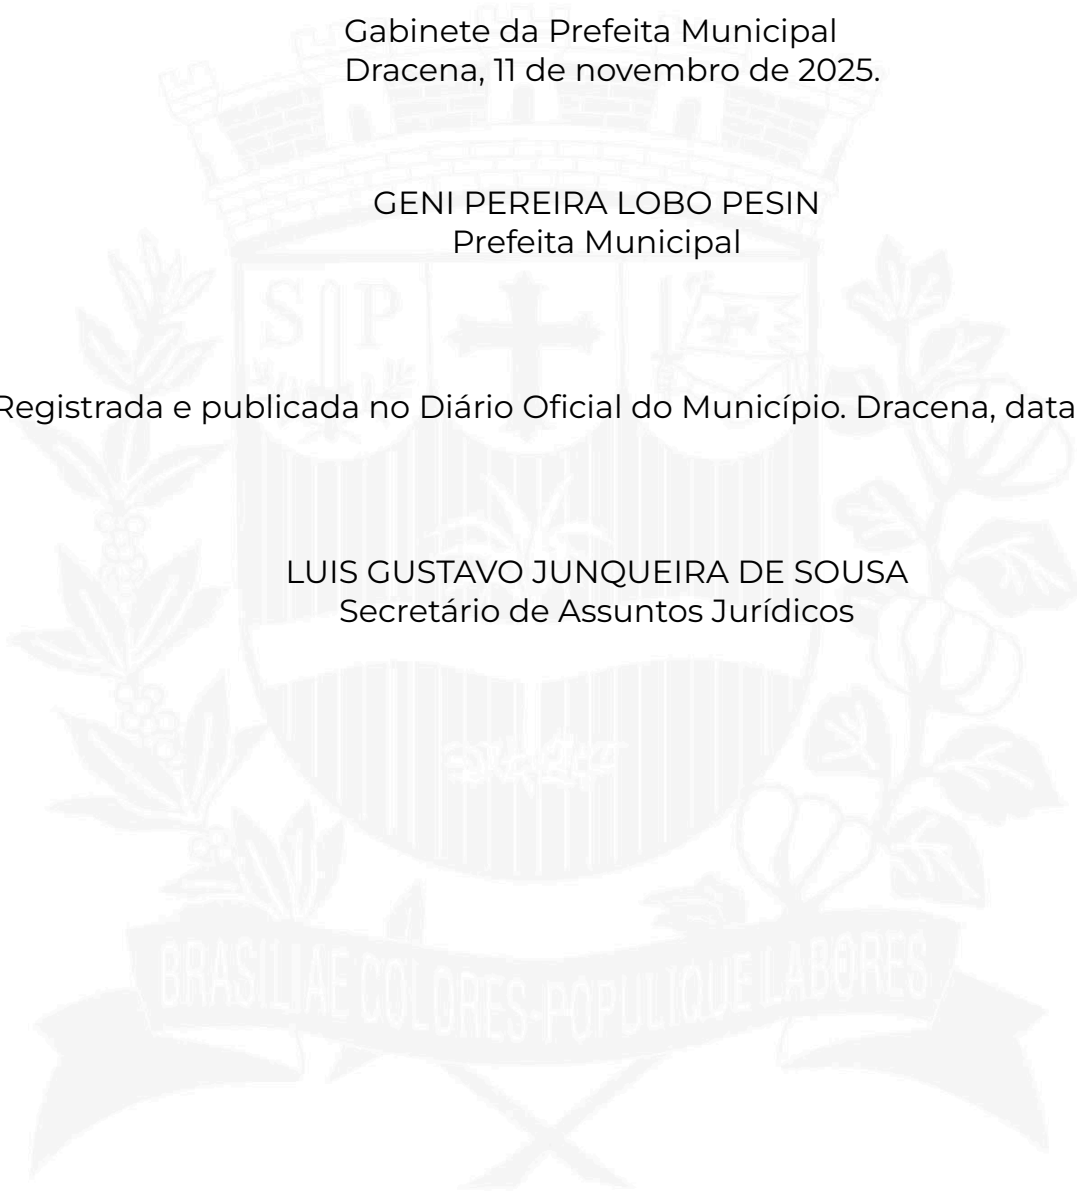 Gabinete da Prefeita Municipal
Dracena, 11 de novembro de 2025.
GENI PEREIRA LOBO PESIN
Prefeita Municipal
S P
Registrada e publicada no Diário Oficial do Município. Dracena, data
LUIS GUSTAVO JUNQUEIRA DE SOUSA
Secretário de Assuntos Jurídicos
BRASILIAE COLORES-POPULIQUE LABORES